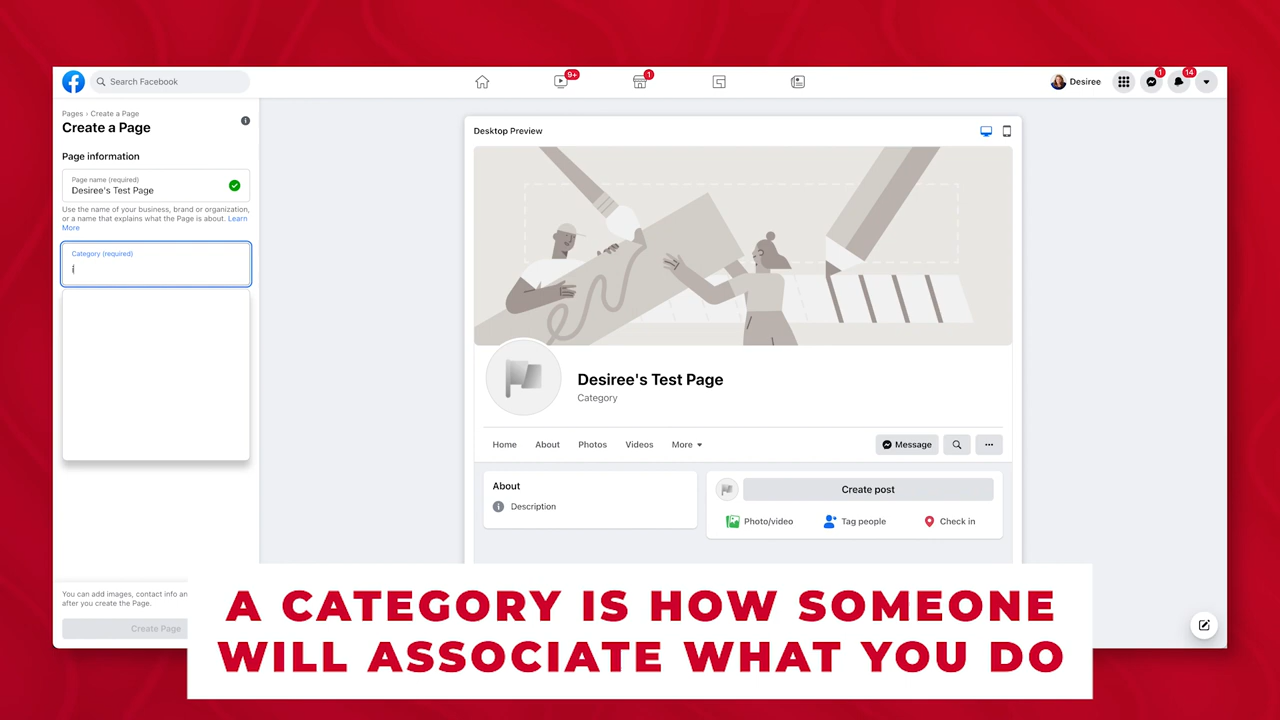 Search Facebook
9+
1
Desiree
1
14
Pages › Create a Page
Create a Page
Page information
Page name (required)
Desiree's Test Page
Use the name of your business, brand or organization,
or a name that explains what the Page is about. Learn
More
Category (required)
i
You can add images, contact info an
after you create the Page.
Create Page
Desktop Preview
Desiree's Test Page
Category
Home
About
Photos
Videos
More
Message
About
Description
Create post
Photo/video
Tag people
Check in
A CATEGORY IS HOW SOMEONE
WILL ASSOCIATE WHAT YOU DO